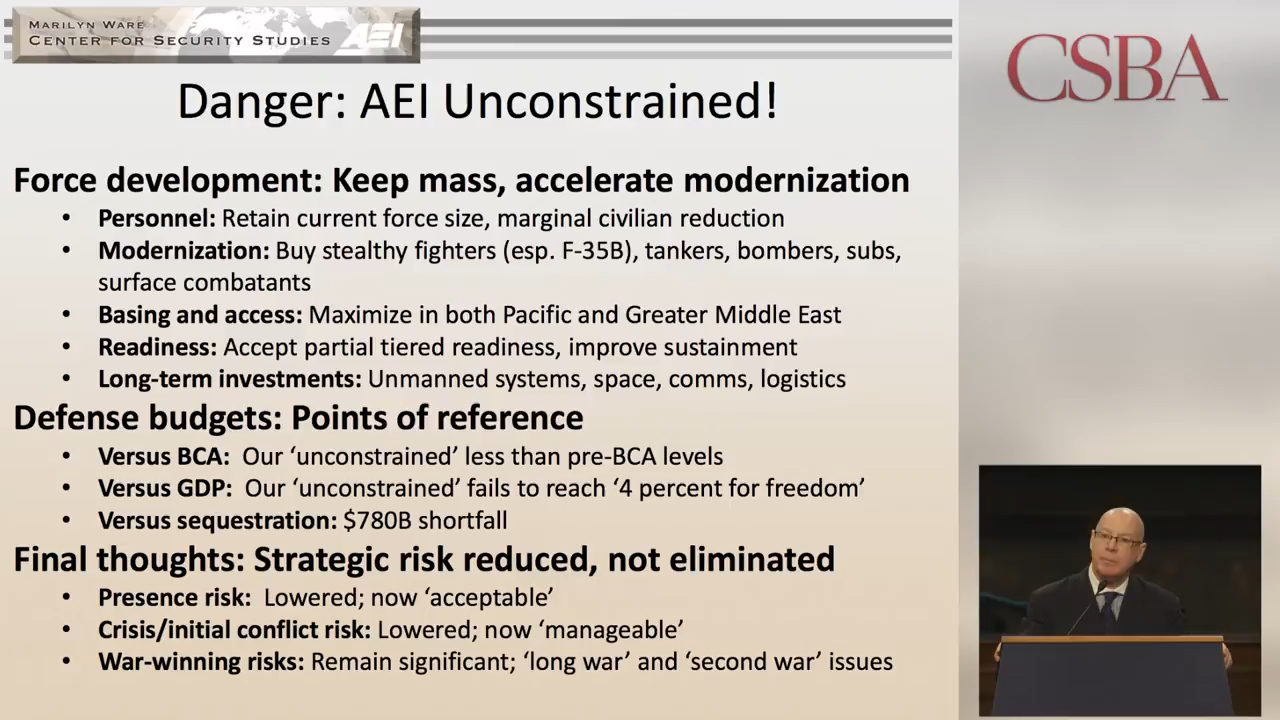 MARILYN WARE
CENTER FOR SECURITY STUDIES
AEI
CSBA
Danger: AEI Unconstrained!
Force development: Keep mass, accelerate modernization
• Personnel: Retain current force size, marginal civilian reduction
• Modernization: Buy stealthy fighters (esp. F-35B), tankers, bombers, subs,
surface combatants
• Basing and access: Maximize in both Pacific and Greater Middle East
• Readiness: Accept partial tiered readiness, improve sustainment
• Long-term investments: Unmanned systems, space, comms, logistics
Defense budgets: Points of reference
• Versus BCA: Our ‘unconstrained’ less than pre-BCA levels
• Versus GDP: Our ‘unconstrained’ fails to reach ‘4 percent for freedom’
• Versus sequestration: $780B shortfall
Final thoughts: Strategic risk reduced, not eliminated
• Presence risk: Lowered; now ‘acceptable’
• Crisis/initial conflict risk: Lowered; now ‘manageable’
• War-winning risks: Remain significant; ‘long war’ and ‘second war’ issues